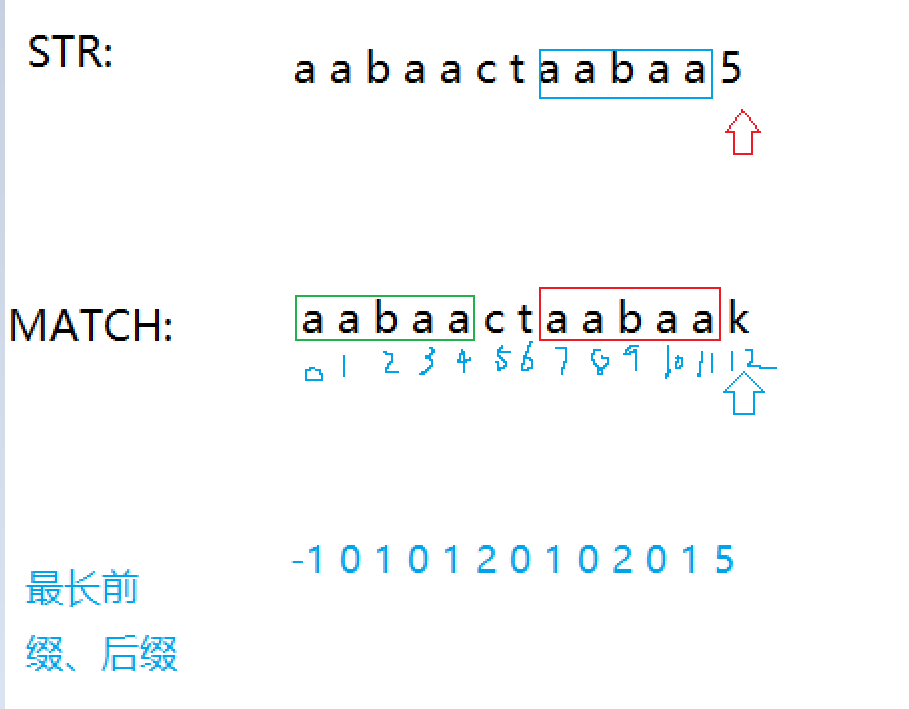 STR: a a b a a c t a a b a a 5
MATCH: a a b a a c t a a b a a k
0 1 2 3 4 5 6 7 8 9 10 11 12
-1 0 1 0 1 2 0 1 0 2 0 1 5
最长前
缀、后缀